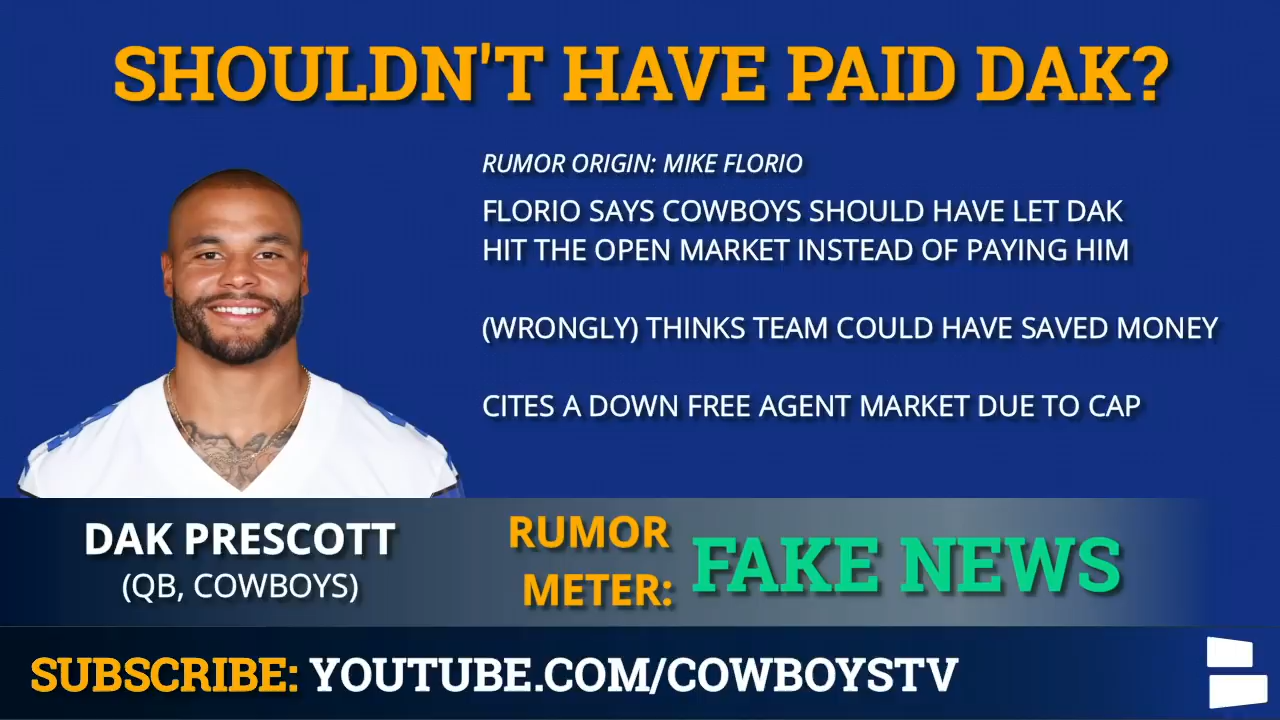 SHOULDN'T HAVE PAID DAK?
RUMOR ORIGIN: MIKE FLORIO
FLORIO SAYS COWBOYS SHOULD HAVE LET DAK
HIT THE OPEN MARKET INSTEAD OF PAYING HIM
(WRONGLY) THINKS TEAM COULD HAVE SAVED MONEY
CITES A DOWN FREE AGENT MARKET DUE TO CAP
DAK PRESCOTT
(QB, COWBOYS)
RUMOR
METER:
FAKE NEWS
SUBSCRIBE: YOUTUBE.COM/COWBOYSTV